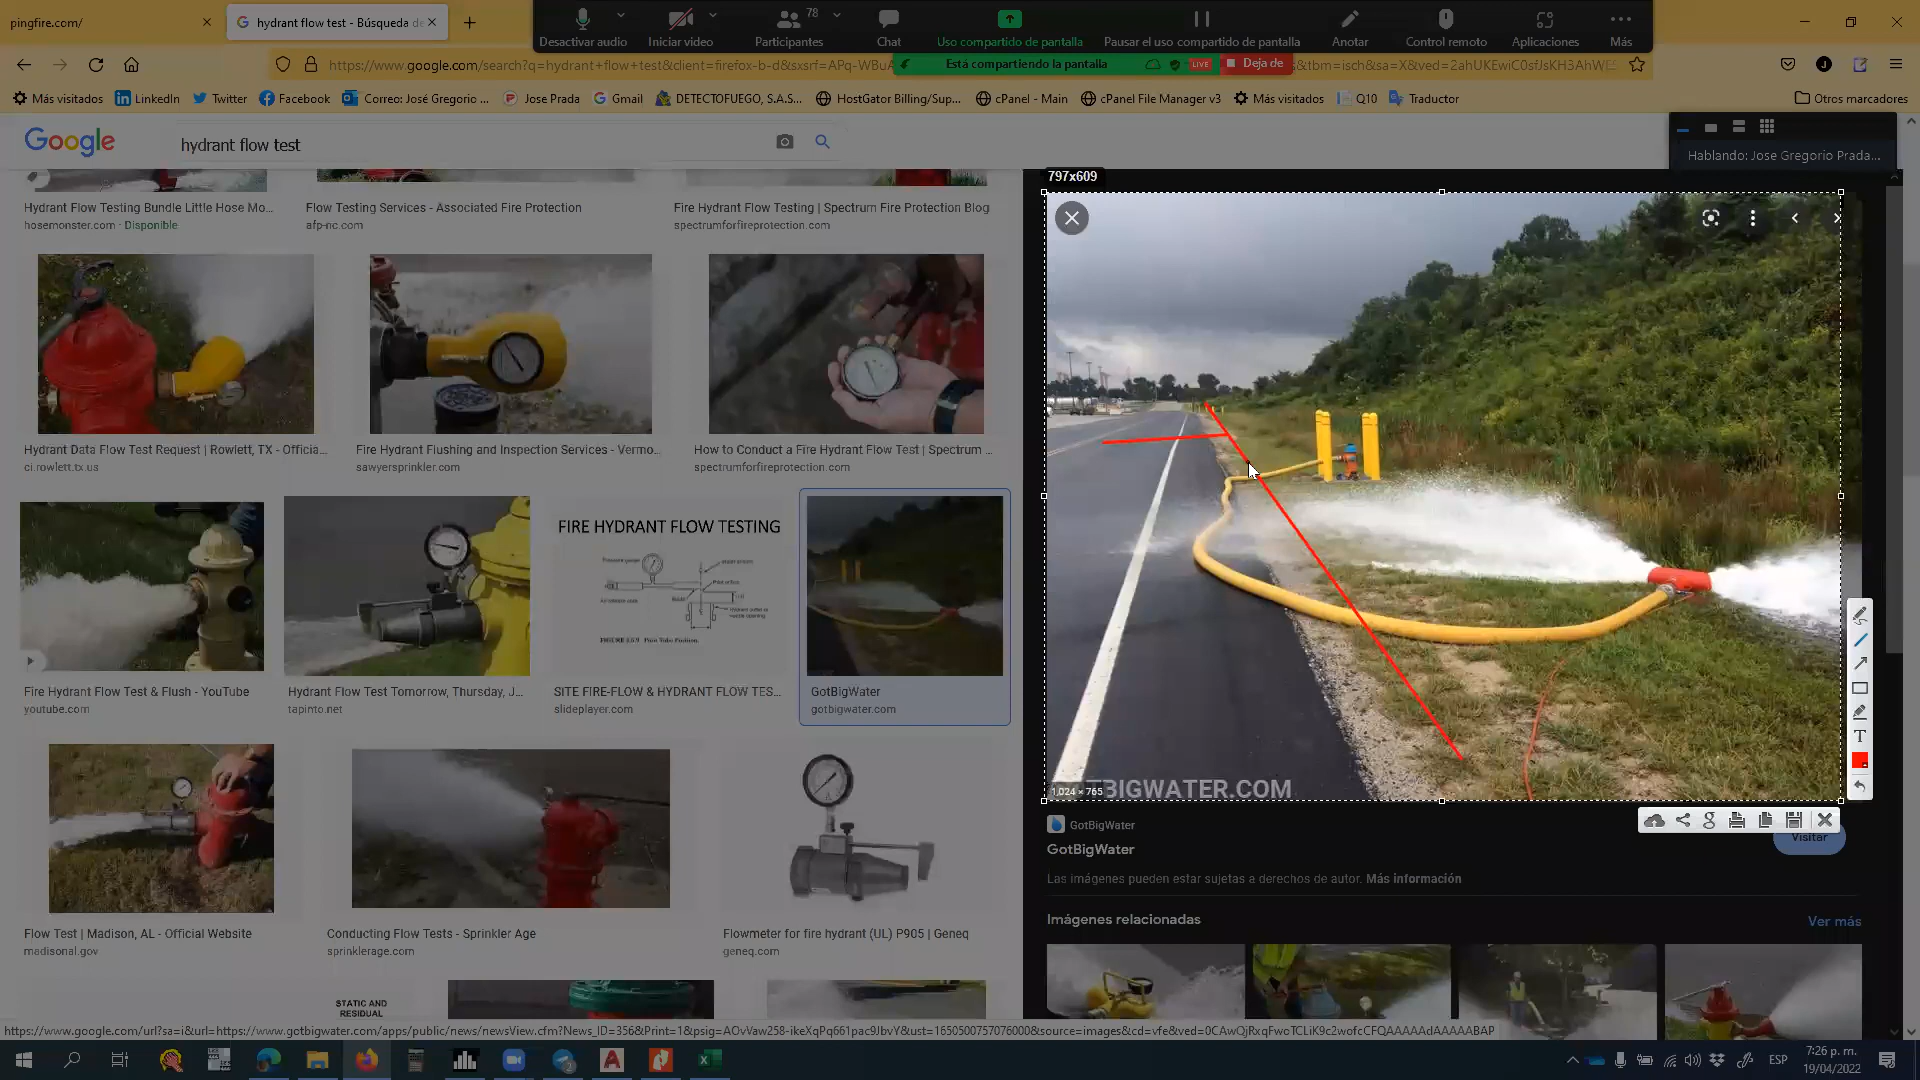 pingfire.com/
hydrant flow test - Búsqueda de
Desactivar audio
Iniciar video
78
Participantes
Chat
Uso compartido de pantalla
Pausar el uso compartido de pantalla
Anotar
Control remoto
Aplicaciones
Más
Está compartiendo la pantalla
LIVE
Deja de
Más visitados
LinkedIn
Twitter
Facebook
Correo: José Gregorio ...
Jose Prada
Gmail
DETECTOFUEGO, S.A.S...
HostGator Billing/Sup...
cPanel - Main
cPanel File Manager v3
Más visitados
Q10
Traductor
Otros marcadores
Google
hydrant flow test
Hablando: Jose Gregorio Prada...
797x609
Hydrant Flow Testing Bundle Little Hose Mo...
hosemonster.com - Disponible
Flow Testing Services - Associated Fire Protection
afp-nc.com
Fire Hydrant Flow Testing | Spectrum Fire Protection Blog
spectrumforfireprotection.com
Hydrant Data Flow Test Request | Rowlett, TX - Officia...
ci.rowlett.tx.us
Fire Hydrant Flushing and Inspection Services - Vermo...
sawyersprinkler.com
How to Conduct a Fire Hydrant Flow Test | Spectrum ...
spectrumforfireprotection.com
FIRE HYDRANT FLOW TESTING
Fire Hydrant Flow Test & Flush - YouTube
youtube.com
Hydrant Flow Test Tomorrow, Thursday, J...
tapinto.net
SITE FIRE-FLOW & HYDRANT FLOW TES...
slideplayer.com
GotBigWater
gotbigwater.com
BIGWATER.COM
1,024 × 765
T
GotBigWater
GotBigWater
Visitar
Las imágenes pueden estar sujetas a derechos de autor. Más información
Imágenes relacionadas
Ver más
Flow Test | Madison, AL - Official Website
madisonal.gov
Conducting Flow Tests - Sprinkler Age
sprinklerage.com
Flowmeter for fire hydrant (UL) P905 | Geneq
geneq.com
STATIC AND
RESIDUAL
ESP
7:26 p. m.
19/04/2022